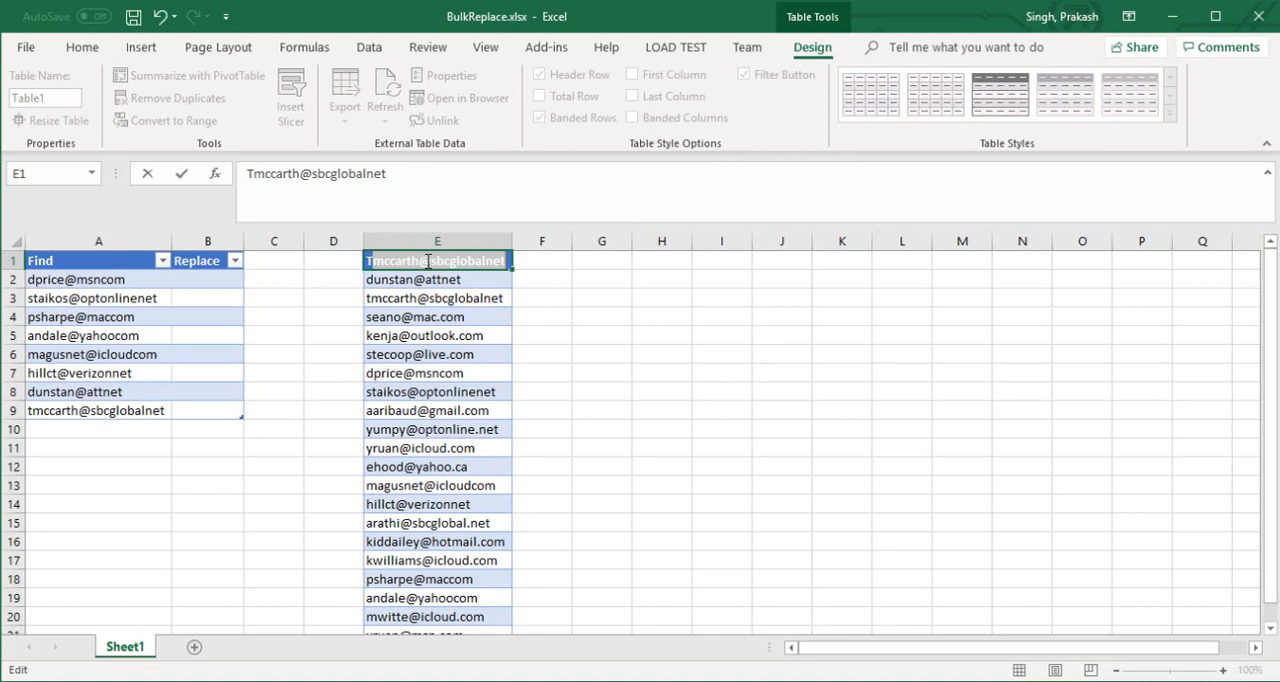 AutoSave Off
BulkReplace.xlsx - Excel
Table Tools
Singh, Prakash
File Home Insert Page Layout Formulas Data Review View Add-ins Help LOAD TEST Team Design Tell me what you want to do Share Comments
Table Name:
Table1
Resize Table
Properties
Summarize with PivotTable
Remove Duplicates
Convert to Range
Tools
Insert
Slicer
Export
Refresh
Properties
Open in Browser
Unlink
External Table Data
Header Row First Column Filter Button
Total Row Last Column
Banded Rows Banded Columns
Table Style Options
Table Styles
E1
fx
Tmccarth@sbcglobalnet
A B C D E F G H I J K L M N O P Q
1 Find Replace Tmccarth@sbcglobalnet
2 dprice@msncom dunstan@attnet
3 staikos@optonlinenet tmccarth@sbcglobalnet
4 psharpe@maccom seano@mac.com
5 andale@yahoocom kenja@outlook.com
6 magusnet@icloudcom stecoop@live.com
7 hillct@verizonnet dprice@msncom
8 dunstan@attnet staikos@optonlinenet
9 tmccarth@sbcglobalnet aaribaud@gmail.com
10 yumpy@optonline.net
11 yruan@icloud.com
12 ehood@yahoo.ca
13 magusnet@icloudcom
14 hillct@verizonnet
15 arathi@sbcglobal.net
16 kiddailey@hotmail.com
17 kwilliams@icloud.com
18 psharpe@maccom
19 andale@yahoocom
20 mwitte@icloud.com
Sheet1
Edit
100%